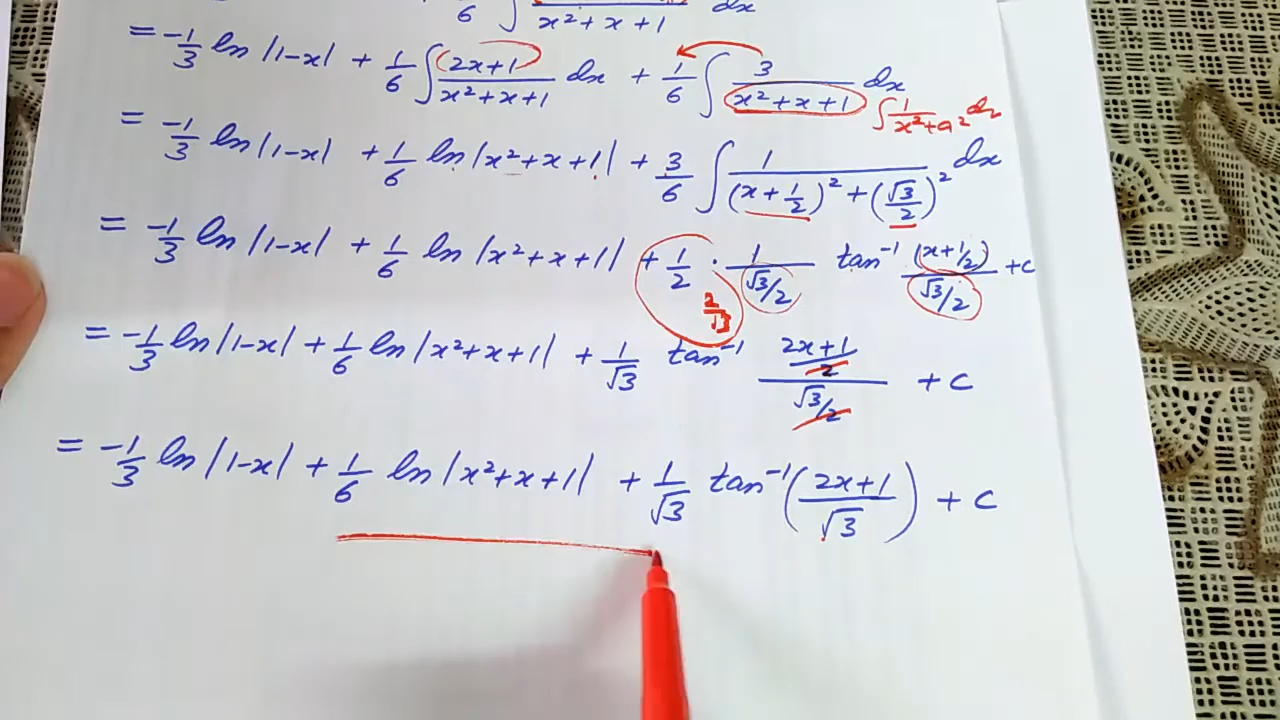 6 ∫ x² + x + 1 dx
= -1/3 ln |1-x| + 1/6 ∫ (2x+1)/(x²+x+1) dx + 1/6 ∫ 3/(x²+x+1) dx
∫ 1/(x²+a²) dx
= -1/3 ln |1-x| + 1/6 ln |x²+x+1| + 3/6 ∫ 1/((x+1/2)² + (√3/2)²) dx
= -1/3 ln |1-x| + 1/6 ln |x²+x+1| + 1/2 · 1/(√3/2) tan⁻¹ (x+1/2)/(√3/2) + c
2/√3
= -1/3 ln |1-x| + 1/6 ln |x²+x+1| + 1/√3 tan⁻¹ ((2x+1)/2)/(√3/2) + c
= -1/3 ln |1-x| + 1/6 ln |x²+x+1| + 1/√3 tan⁻¹ ((2x+1)/√3) + c